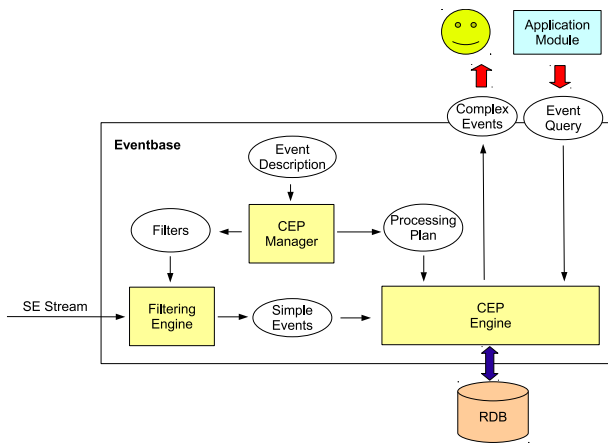 Application
Module
Complex
Events
Event
Query
Eventbase
Event
Description
Filters
CEP
Manager
Processing
Plan
SE Stream
Filtering
Engine
Simple
Events
CEP
Engine
RDB